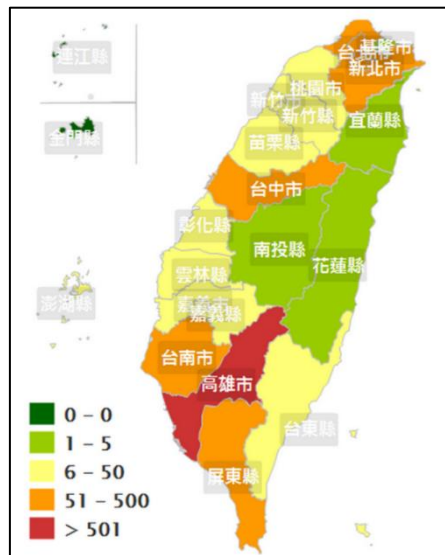 連江縣
金門縣
基隆市
台北市
新北市
桃園市
新竹市
新竹縣
宜蘭縣
苗栗縣
台中市
彰化縣
南投縣
花蓮縣
雲林縣
澎湖縣
嘉義市
嘉義縣
台南市
高雄市
台東縣
屏東縣
0 – 0
1 – 5
6 – 50
51 – 500
> 501